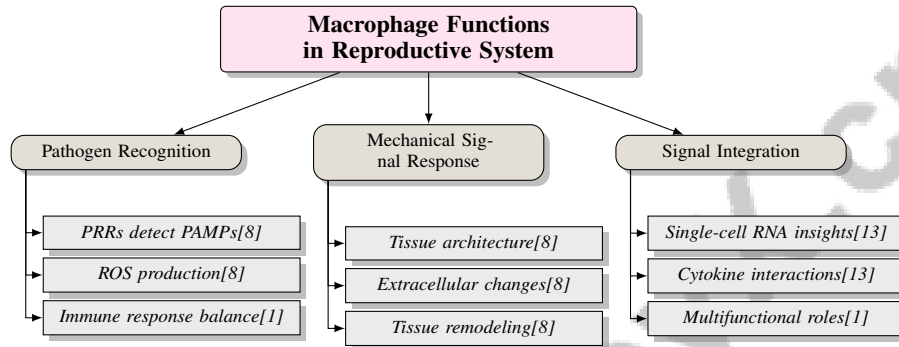 Macrophage Functions
in Reproductive System
Pathogen Recognition
Mechanical Sig-
nal Response
Signal Integration
PRRs detect PAMPs[8]
ROS production[8]
Immune response balance[1]
Tissue architecture[8]
Extracellular changes[8]
Tissue remodeling[8]
Single-cell RNA insights[13]
Cytokine interactions[13]
Multifunctional roles[1]